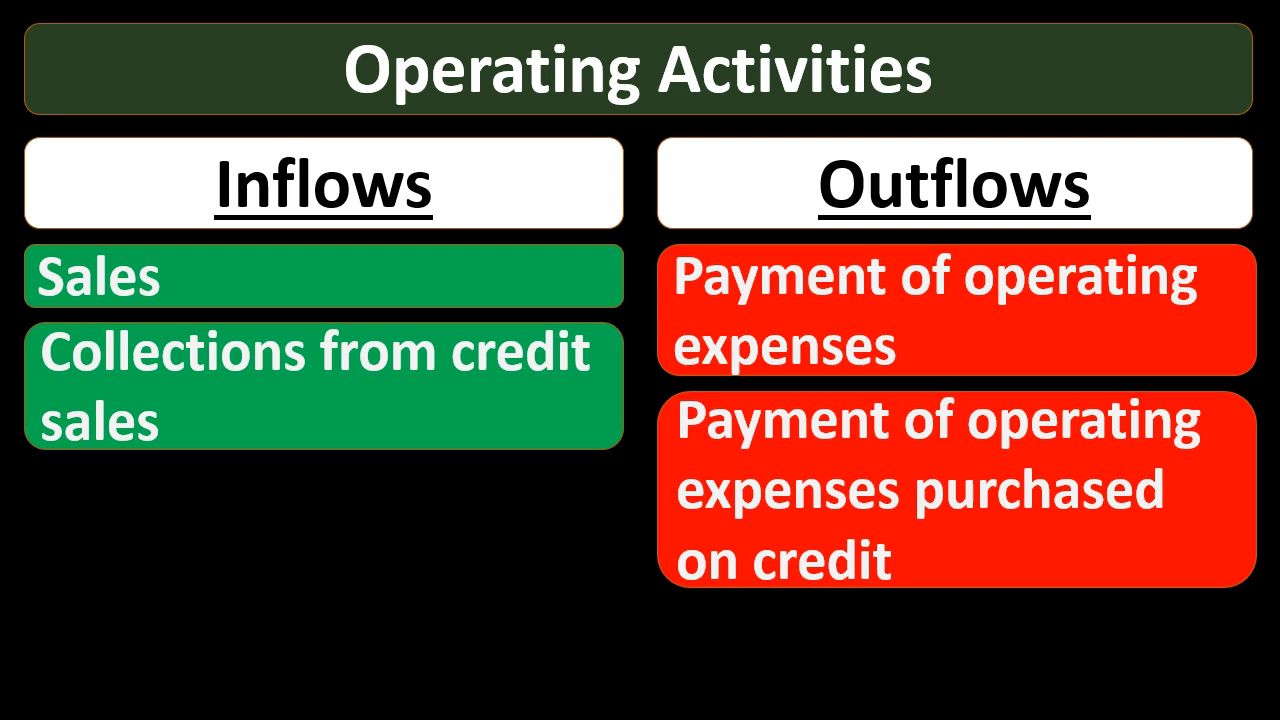 Operating Activities
Inflows
Outflows
Sales
Collections from credit
sales
Payment of operating
expenses
Payment of operating
expenses purchased
on credit